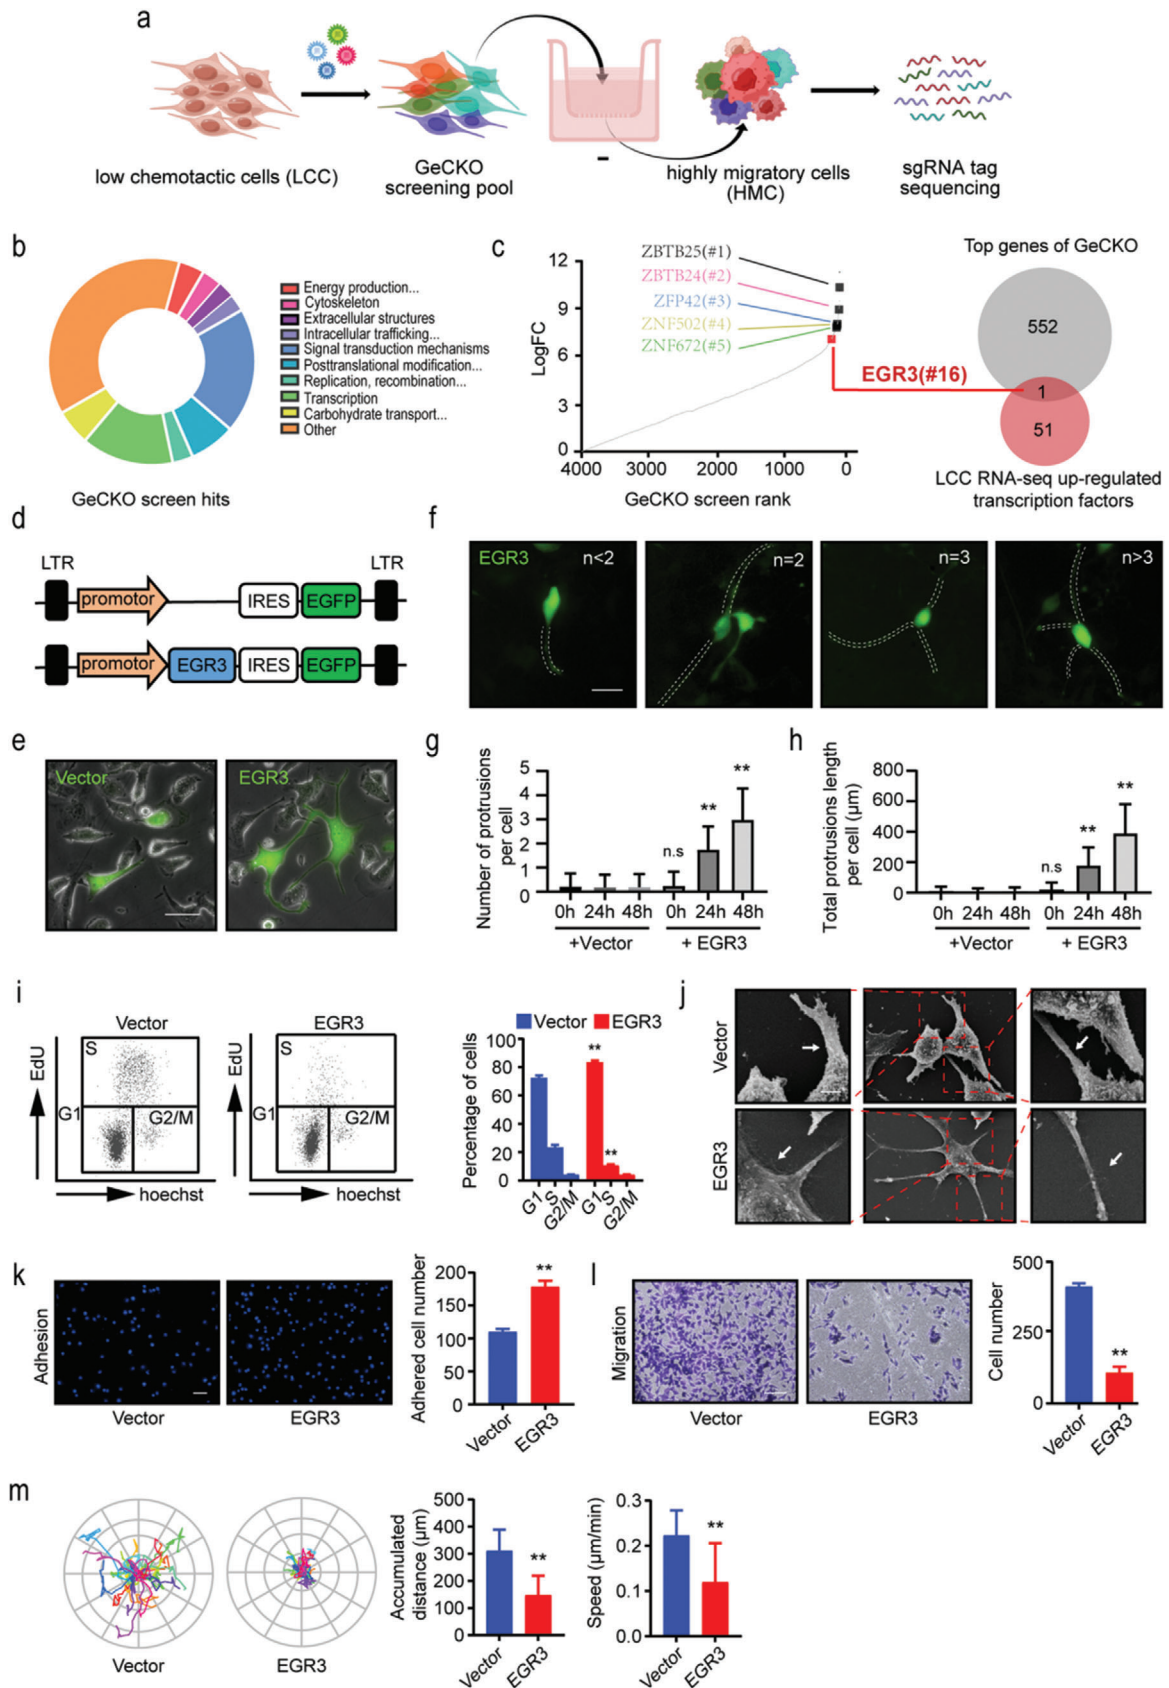 a
low chemotactic cells (LCC)
GeCKO
screening pool
highly migratory cells
(HMC)
sgRNA tag
sequencing
b
Energy production...
Cytoskeleton
Extracellular structures
Intracellular trafficking...
Signal transduction mechanisms
Posttranslational modification...
Replication, recombination...
Transcription
Carbohydrate transport...
Other
GeCKO screen hits
c
LogFC
12
9
6
3
0
4000 3000 2000 1000 0
GeCKO screen rank
ZBTB25(#1)
ZBTB24(#2)
ZFP42(#3)
ZNF502(#4)
ZNF672(#5)
EGR3(#16)
Top genes of GeCKO
552
1
51
LCC RNA-seq up-regulated
transcription factors
d
LTR LTR
promotor IRES EGFP
promotor EGR3 IRES EGFP
e
Vector
EGR3
f
EGR3 n<2
n=2
n=3
n>3
g
Number of protrusions
per cell
5
4
3
2
1
0
n.s ** **
0h 24h 48h 0h 24h 48h
+Vector + EGR3
h
Total protrusions length
per cell (μm)
800
600
400
200
0
n.s ** **
0h 24h 48h 0h 24h 48h
+Vector + EGR3
i
Vector
EdU
S
G1
G2/M
hoechst
EGR3
EdU
S
G2/M
hoechst
Vector EGR3
Percentage of cells
100
80
60
40
20
0
** **
G1 S G2/M G1 S G2/M
j
Vector
EGR3
k
Adhesion
Vector EGR3
Adhered cell number
200
150
100
50
0
**
Vector EGR3
l
Migration
Vector EGR3
Cell number
500
250
0
**
Vector EGR3
m
Vector EGR3
Accumulated
distance (μm)
500
400
300
200
100
0
**
Vector EGR3
Speed (μm/min)
0.3
0.2
0.1
0.0
**
Vector EGR3